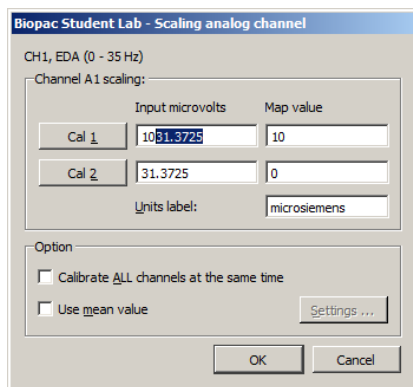 Biopac Student Lab - Scaling analog channel
CH1, EDA (0 - 35 Hz)
Channel A1 scaling:
Input microvolts Map value
Cal 1 1031.3725 10
Cal 2 31.3725 0
Units label: microsiemens
Option
Calibrate ALL channels at the same time
Use mean value Settings ...
OK Cancel